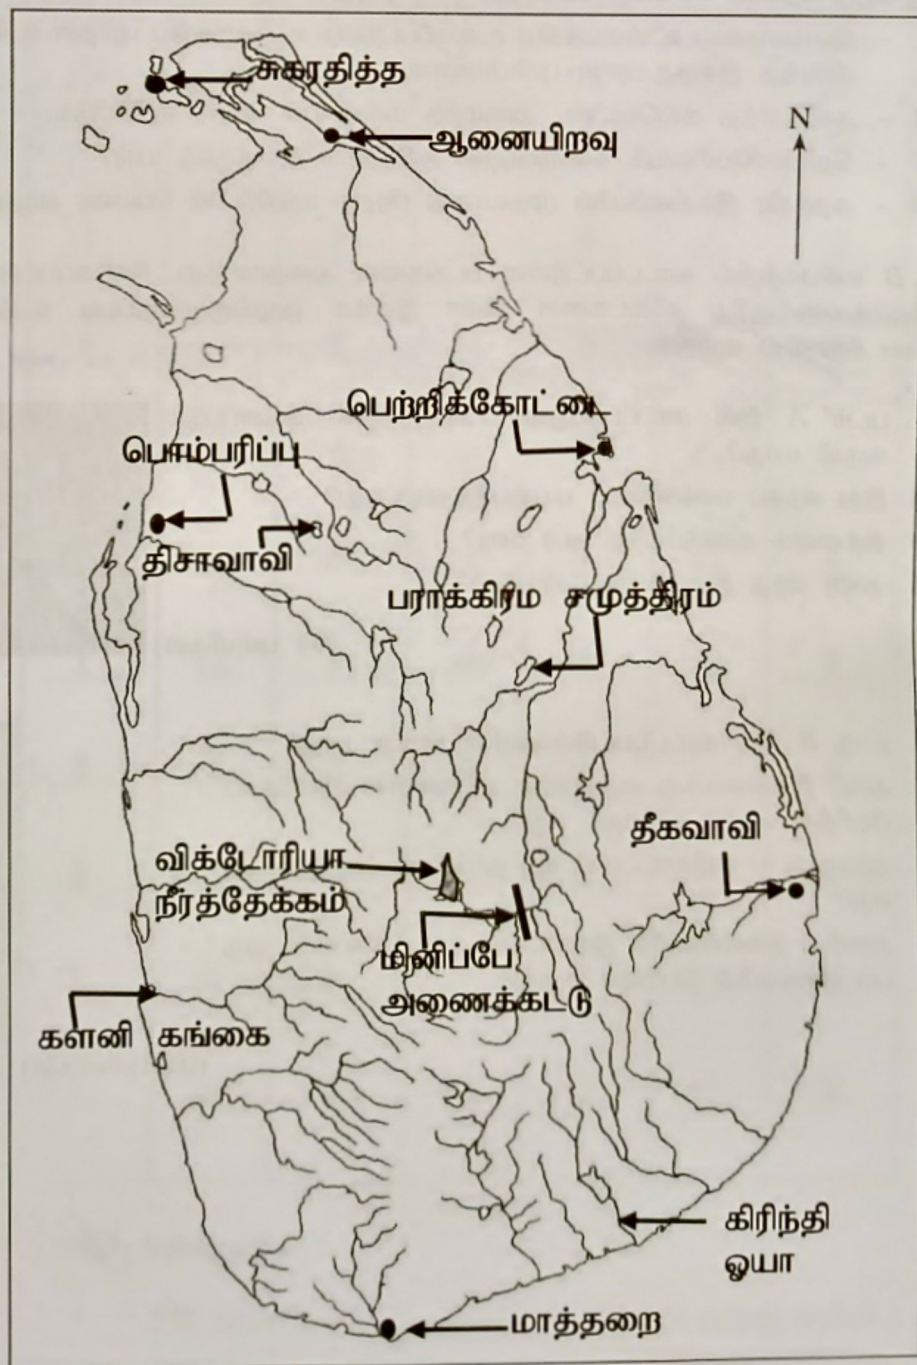 சுகரதித்த
ஆனையிறவு
N
பெற்றிக்கோட்டை
பொம்பரிப்பு
திசாவாவி
பராக்கிரம சமுத்திரம்
தீகவாவி
விக்டோரியா
நீர்த்தேக்கம்
மினிப்பே
அணைக்கட்டு
களனி கங்கை
கிரிந்தி
ஓயா
மாத்தறை